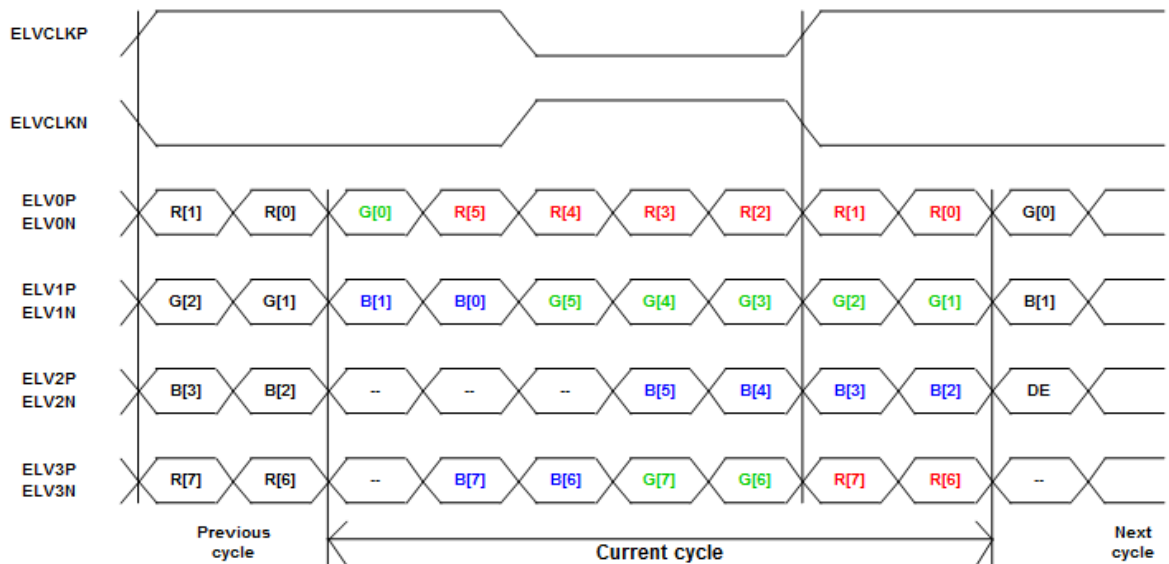 ELVCLKP
ELVCLKN
ELV0P
ELV0N
R[1] R[0] G[0] R[5] R[4] R[3] R[2] R[1] R[0] G[0]
ELV1P
ELV1N
G[2] G[1] B[1] B[0] G[5] G[4] G[3] G[2] G[1] B[1]
ELV2P
ELV2N
B[3] B[2] -- -- -- B[5] B[4] B[3] B[2] DE
ELV3P
ELV3N
R[7] R[6] -- B[7] B[6] G[7] G[6] R[7] R[6] --
Previous
cycle
Current cycle
Next
cycle